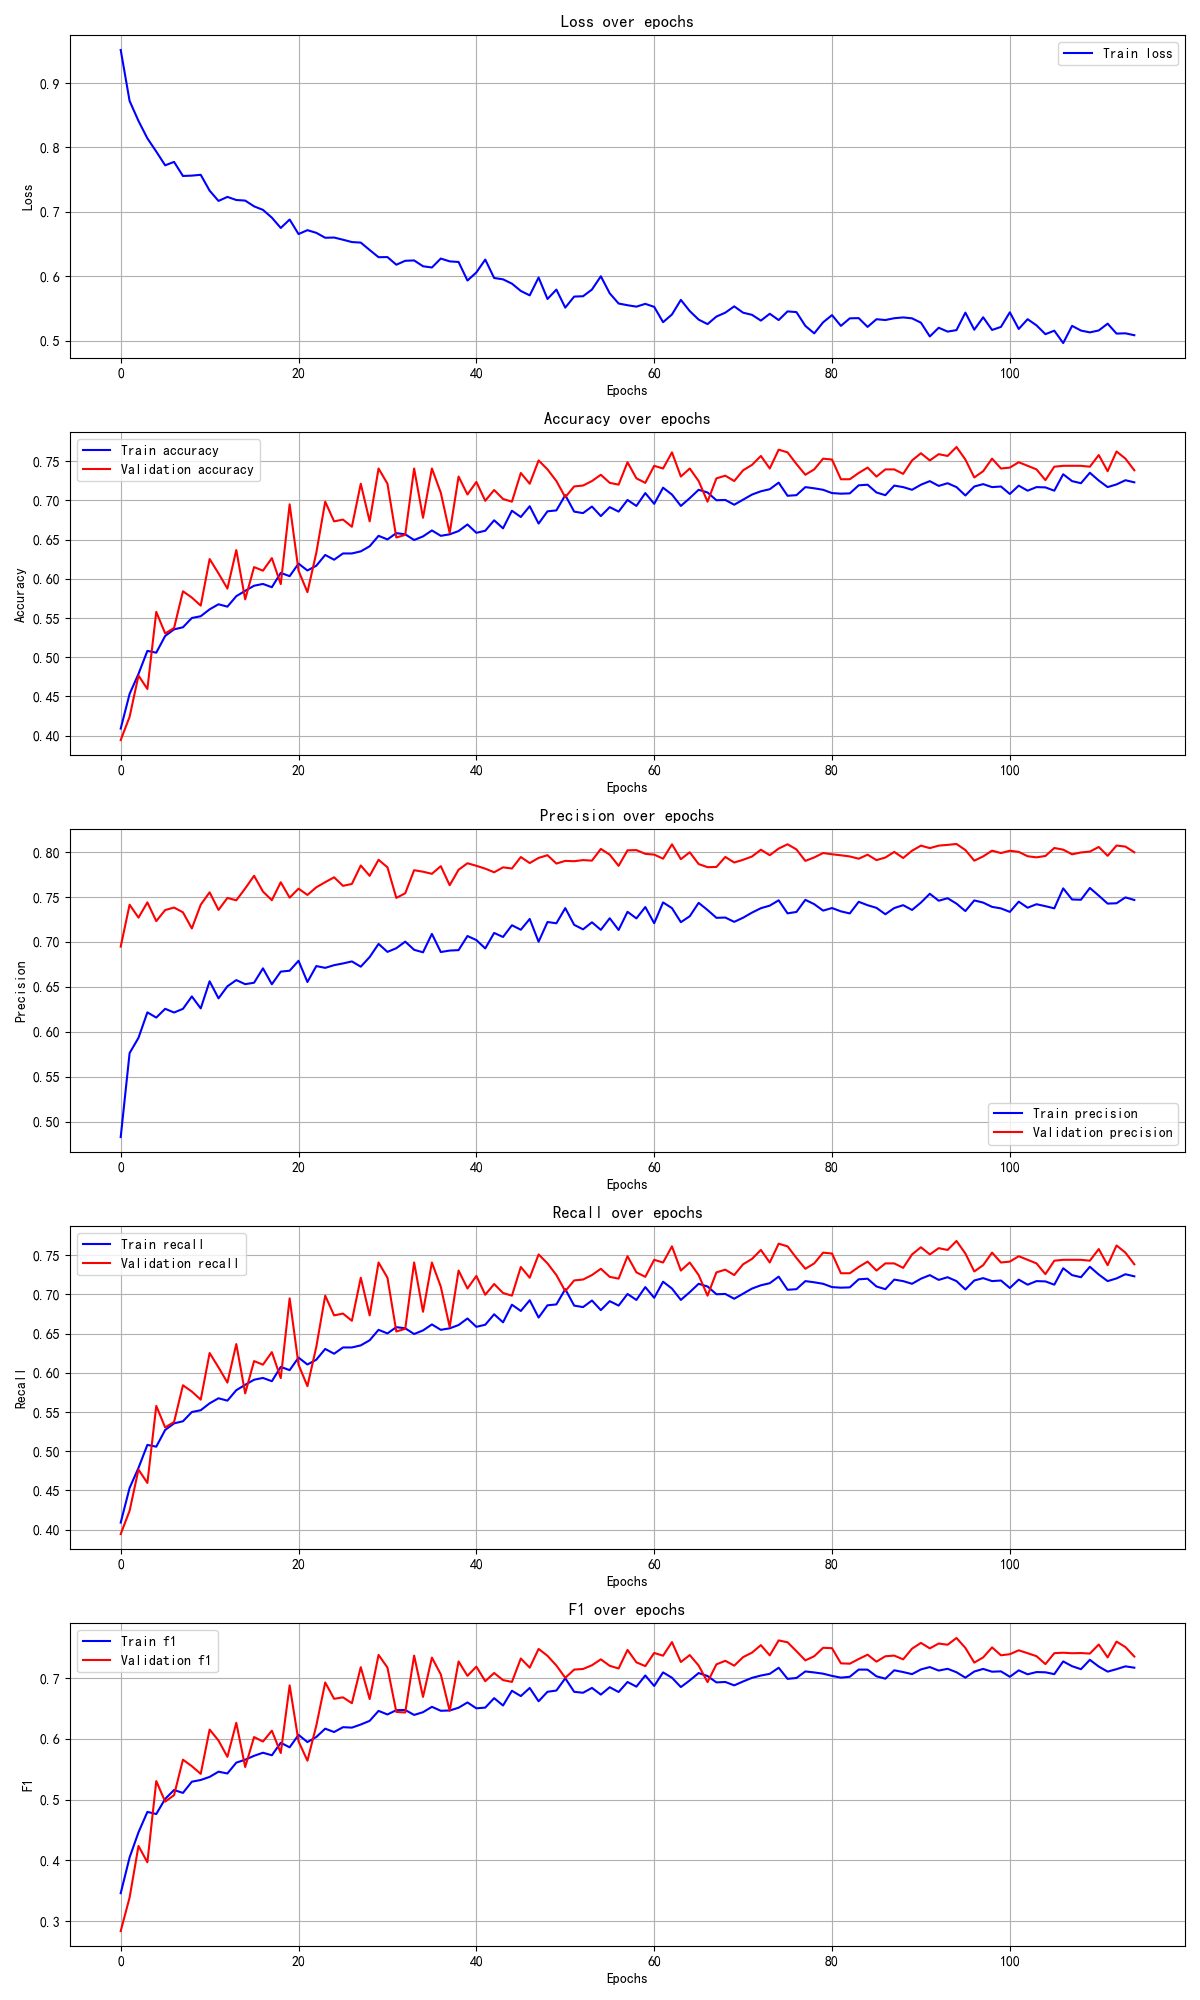 Loss over epochs
Train loss
0.9
0.8
0.7
0.6
0.5
Loss
0 20 40 60 80 100
Epochs
Accuracy over epochs
Train accuracy
Validation accuracy
0.75
0.70
0.65
0.60
0.55
0.50
0.45
0.40
Accuracy
0 20 40 60 80 100
Epochs
Precision over epochs
0.80
0.75
0.70
0.65
0.60
0.55
0.50
Precision
Train precision
Validation precision
0 20 40 60 80 100
Epochs
Recall over epochs
Train recall
Validation recall
0.75
0.70
0.65
0.60
0.55
0.50
0.45
0.40
Recall
0 20 40 60 80 100
Epochs
F1 over epochs
Train f1
Validation f1
0.7
0.6
0.5
0.4
0.3
F1
0 20 40 60 80 100
Epochs